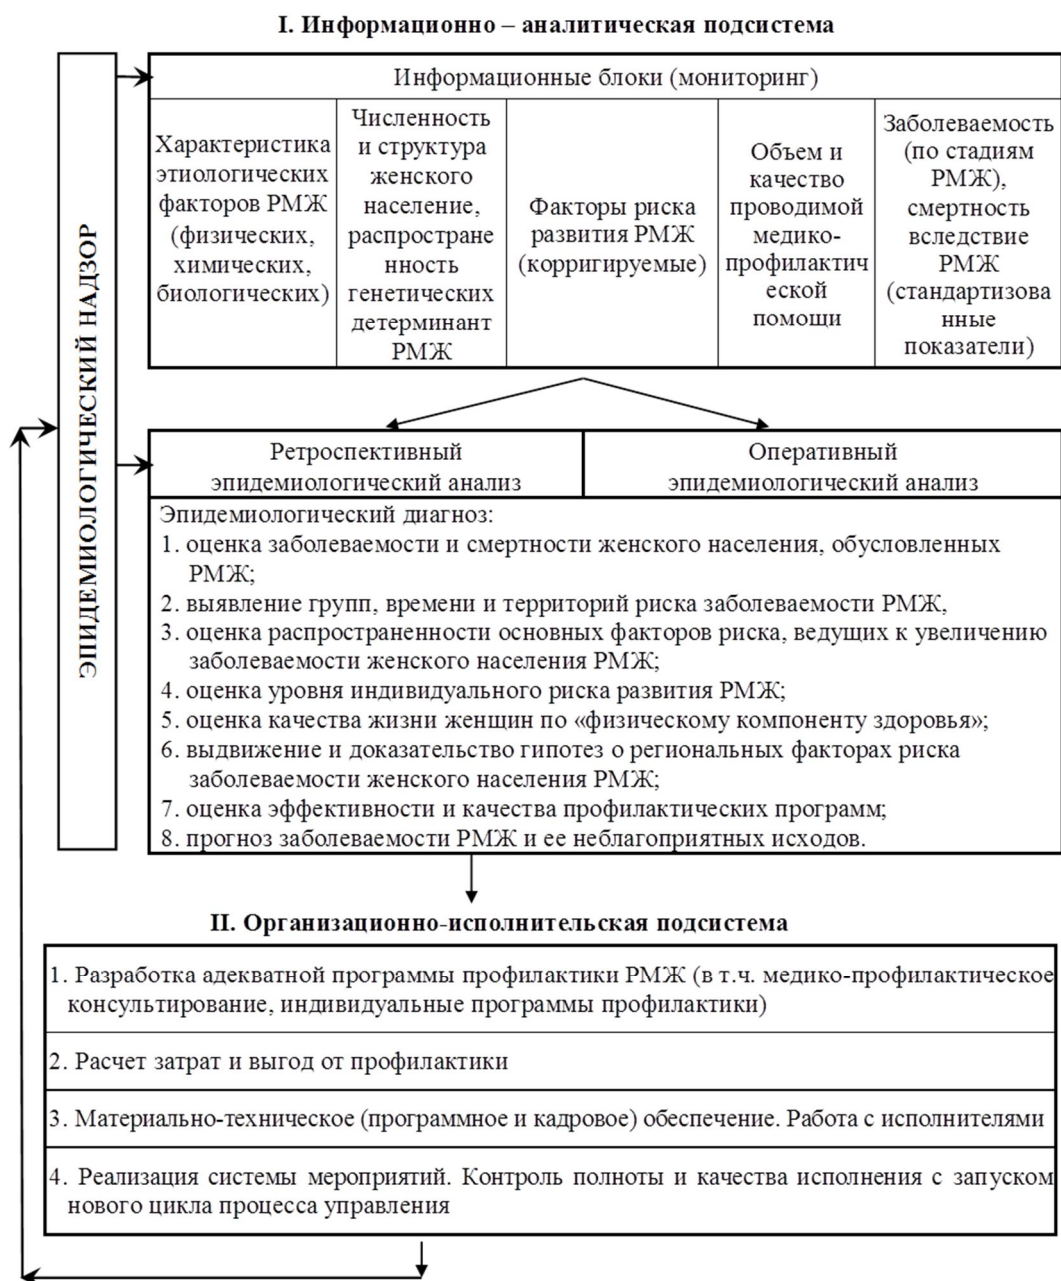 I. Информационно – аналитическая подсистема
ЭПИДЕМИОЛОГИЧЕСКИЙ НАДЗОР
Информационные блоки (мониторинг)
Характеристика
этиологических
факторов РМЖ
(физических,
химических,
биологических)
Численность
и структура
женского
население,
распростране
нность
генетических
детерминант
РМЖ
Факторы риска
развития РМЖ
(корригируемые)
Объем и
качество
проводимой
медико-
профилактич
еской
помощи
Заболеваемость
(по стадиям
РМЖ),
смертность
вследствие
РМЖ
(стандартизова
нные
показатели)
Ретроспективный
эпидемиологический анализ
Оперативный
эпидемиологический анализ
Эпидемиологический диагноз:
1. оценка заболеваемости и смертности женского населения, обусловленных
РМЖ;
2. выявление групп, времени и территорий риска заболеваемости РМЖ,
3. оценка распространенности основных факторов риска, ведущих к увеличению
заболеваемости женского населения РМЖ;
4. оценка уровня индивидуального риска развития РМЖ;
5. оценка качества жизни женщин по «физическому компоненту здоровья»;
6. выдвижение и доказательство гипотез о региональных факторах риска
заболеваемости женского населения РМЖ;
7. оценка эффективности и качества профилактических программ;
8. прогноз заболеваемости РМЖ и ее неблагоприятных исходов.
II. Организационно-исполнительская подсистема
1. Разработка адекватной программы профилактики РМЖ (в т.ч. медико-профилактическое
консультирование, индивидуальные программы профилактики)
2. Расчет затрат и выгод от профилактики
3. Материально-техническое (программное и кадровое) обеспечение. Работа с исполнителями
4. Реализация системы мероприятий. Контроль полноты и качества исполнения с запуском
нового цикла процесса управления